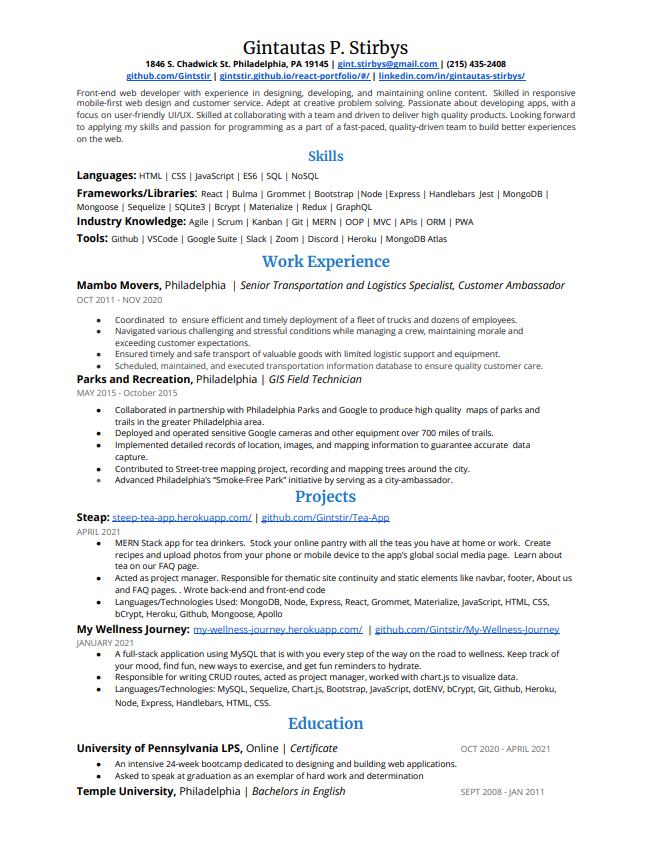 Gintautas P. Stirbys
1846 S. Chadwick St. Philadelphia, PA 19145 | gint.stirbys@gmail.com | (215) 435-2408
github.com/Gintstir | gintstir.github.io/react-portfolio/#/ | linkedin.com/in/gintautas-stirbys/
Front-end web developer with experience in designing, developing, and maintaining online content. Skilled in responsive
mobile-first web design and customer service. Adept at creative problem solving. Passionate about developing apps, with a
focus on user-friendly UI/UX. Skilled at collaborating with a team and driven to deliver high quality products. Looking forward
to applying my skills and passion for programming as a part of a fast-paced, quality-driven team to build better experiences
on the web.
Skills
Languages: HTML | CSS | JavaScript | ES6 | SQL | NoSQL
Frameworks/Libraries: React | Bulma | Grommet | Bootstrap |Node |Express | Handlebars Jest | MongoDB |
Mongoose | Sequelize | SQLite3 | Bcrypt | Materialize | Redux | GraphQL
Industry Knowledge: Agile | Scrum | Kanban | Git | MERN | OOP | MVC | APIs | ORM | PWA
Tools: Github | VSCode | Google Suite | Slack | Zoom | Discord | Heroku | MongoDB Atlas
Work Experience
Mambo Movers, Philadelphia | Senior Transportation and Logistics Specialist, Customer Ambassador
OCT 2011 - NOV 2020
● Coordinated to ensure efficient and timely deployment of a fleet of trucks and dozens of employees.
● Navigated various challenging and stressful conditions while managing a crew, maintaining morale and
exceeding customer expectations.
● Ensured timely and safe transport of valuable goods with limited logistic support and equipment.
● Scheduled, maintained, and executed transportation information database to ensure quality customer care.
Parks and Recreation, Philadelphia | GIS Field Technician
MAY 2015 - October 2015
● Collaborated in partnership with Philadelphia Parks and Google to produce high quality maps of parks and
trails in the greater Philadelphia area.
● Deployed and operated sensitive Google cameras and other equipment over 700 miles of trails.
● Implemented detailed records of location, images, and mapping information to guarantee accurate data
capture.
● Contributed to Street-tree mapping project, recording and mapping trees around the city.
● Advanced Philadelphia's "Smoke-Free Park" initiative by serving as a city-ambassador.
Projects
Steap: steep-tea-app.herokuapp.com/ | github.com/Gintstir/Tea-App
APRIL 2021
● MERN Stack app for tea drinkers. Stock your online pantry with all the teas you have at home or work. Create
recipes and upload photos from your phone or mobile device to the app's global social media page. Learn about
tea on our FAQ page.
● Acted as project manager. Responsible for thematic site continuity and static elements like navbar, footer, About us
and FAQ pages. . Wrote back-end and front-end code
● Languages/Technologies Used: MongoDB, Node, Express, React, Grommet, Materialize, JavaScript, HTML, CSS,
bCrypt, Heroku, Github, Mongoose, Apollo
My Wellness Journey: my-wellness-journey.herokuapp.com/ | github.com/Gintstir/My-Wellness-Journey
JANUARY 2021
● A full-stack application using MySQL that is with you every step of the way on the road to wellness. Keep track of
your mood, find fun, new ways to exercise, and get fun reminders to hydrate.
● Responsible for writing CRUD routes, acted as project manager, worked with chart.js to visualize data.
● Languages/Technologies: MySQL, Sequelize, Chart.js, Bootstrap, JavaScript, dotENV, bCrypt, Git, Github, Heroku,
Node, Express, Handlebars, HTML, CSS.
Education
University of Pennsylvania LPS, Online | Certificate OCT 2020 - APRIL 2021
● An intensive 24-week bootcamp dedicated to designing and building web applications.
● Asked to speak at graduation as an exemplar of hard work and determination
Temple University, Philadelphia | Bachelors in English SEPT 2008 - JAN 2011